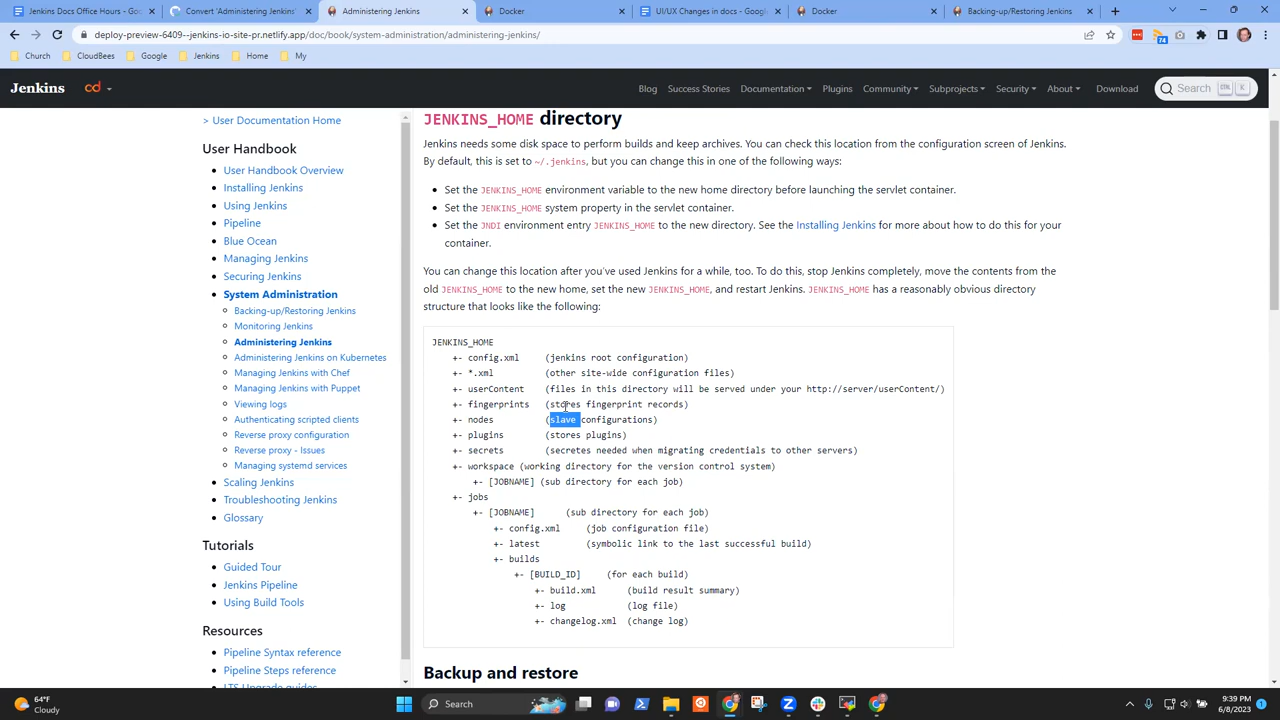 Jenkins Docs Office Hours - Go
Convert 'Administering Jenkins'
Administering Jenkins
Docker
UI/UX Changes in docs - Google
Docker
Backing-up/Restoring Jenkins
deploy-preview-6409--jenkins-io-site-pr.netlify.app/doc/book/system-administration/administering-jenkins/
74
Church
CloudBees
Google
Jenkins
Home
My
Jenkins
cd
Blog
Success Stories
Documentation
Plugins
Community
Subprojects
Security
About
Download
Search
CTRL
K
> User Documentation Home
User Handbook
User Handbook Overview
Installing Jenkins
Using Jenkins
Pipeline
Blue Ocean
Managing Jenkins
Securing Jenkins
System Administration
Backing-up/Restoring Jenkins
Monitoring Jenkins
Administering Jenkins
Administering Jenkins on Kubernetes
Managing Jenkins with Chef
Managing Jenkins with Puppet
Viewing logs
Authenticating scripted clients
Reverse proxy configuration
Reverse proxy - Issues
Managing systemd services
Scaling Jenkins
Troubleshooting Jenkins
Glossary
Tutorials
Guided Tour
Jenkins Pipeline
Using Build Tools
Resources
Pipeline Syntax reference
Pipeline Steps reference
LTS Upgrade guides
JENKINS_HOME directory
Jenkins needs some disk space to perform builds and keep archives. You can check this location from the configuration screen of Jenkins.
By default, this is set to ~/.jenkins, but you can change this in one of the following ways:
Set the JENKINS_HOME environment variable to the new home directory before launching the servlet container.
Set the JENKINS_HOME system property in the servlet container.
Set the JNDI environment entry JENKINS_HOME to the new directory. See the Installing Jenkins for more about how to do this for your
container.
You can change this location after you've used Jenkins for a while, too. To do this, stop Jenkins completely, move the contents from the
old JENKINS_HOME to the new home, set the new JENKINS_HOME, and restart Jenkins. JENKINS_HOME has a reasonably obvious directory
structure that looks like the following:
JENKINS_HOME
+- config.xml (jenkins root configuration)
+- *.xml (other site-wide configuration files)
+- userContent (files in this directory will be served under your http://server/userContent/)
+- fingerprints (stores fingerprint records)
+- nodes (slave configurations)
+- plugins (stores plugins)
+- secrets (secretes needed when migrating credentials to other servers)
+- workspace (working directory for the version control system)
+- [JOBNAME] (sub directory for each job)
+- jobs
+- [JOBNAME] (sub directory for each job)
+- config.xml (job configuration file)
+- latest (symbolic link to the last successful build)
+- builds
+- [BUILD_ID] (for each build)
+- build.xml (build result summary)
+- log (log file)
+- changelog.xml (change log)
Backup and restore
64°F
Cloudy
Search
9:39 PM
6/8/2023